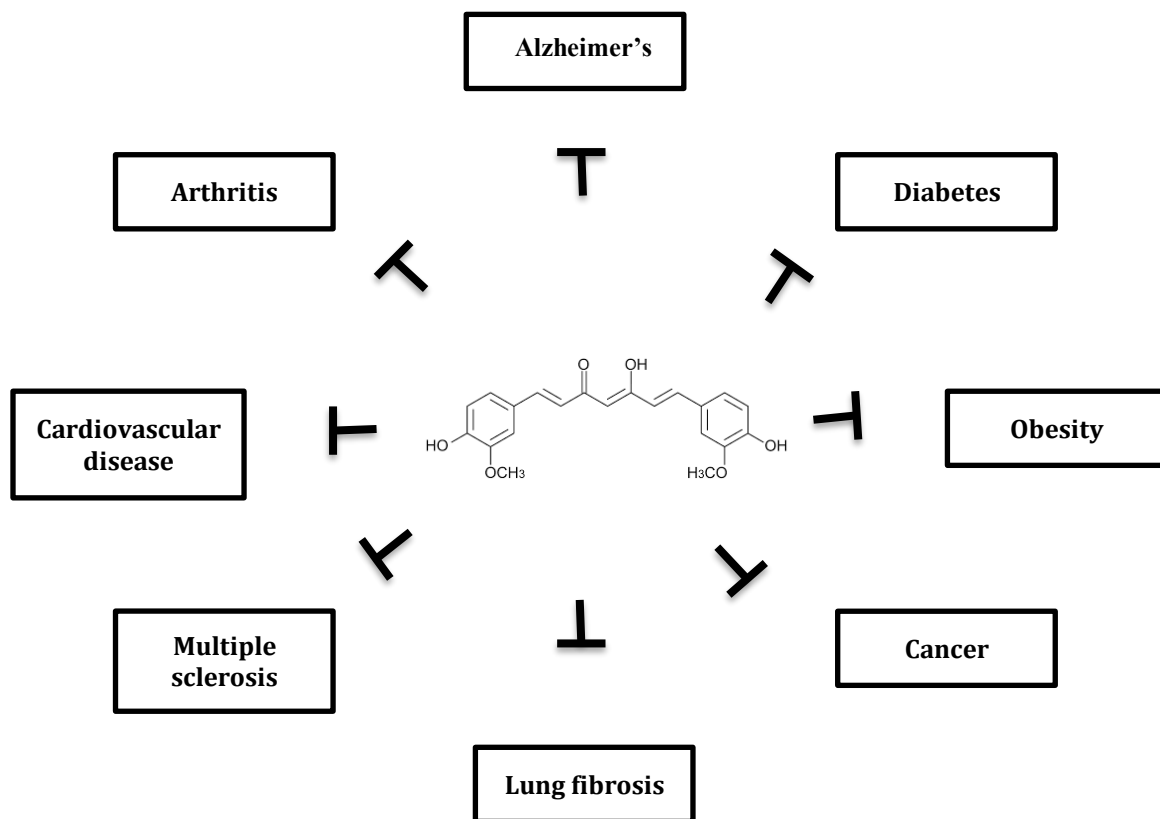 Alzheimer’s
Arthritis
Diabetes
O
OH
HO
OCH3
H3CO
OH
Cardiovascular
disease
Obesity
Multiple
sclerosis
Cancer
Lung fibrosis